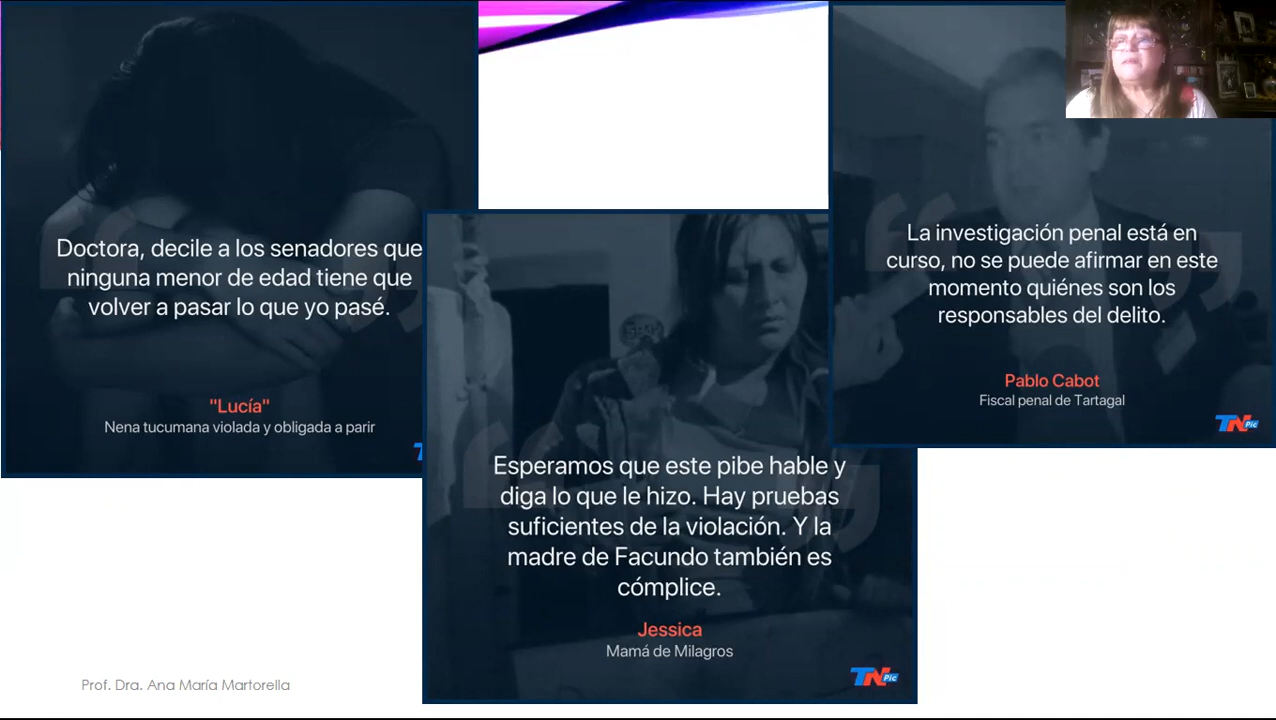 Doctora, decile a los senadores que
ninguna menor de edad tiene que
volver a pasar lo que yo pasé.
"Lucía"
Nena tucumana violada y obligada a parir
Esperamos que este pibe hable y
diga lo que le hizo. Hay pruebas
suficientes de la violación. Y la
madre de Facundo también es
cómplice.
Jessica
Mamá de Milagros
TN Pic
La investigación penal está en
curso, no se puede afirmar en este
momento quiénes son los
responsables del delito.
Pablo Cabot
Fiscal penal de Tartagal
TN Pic
Prof. Dra. Ana María Martorella